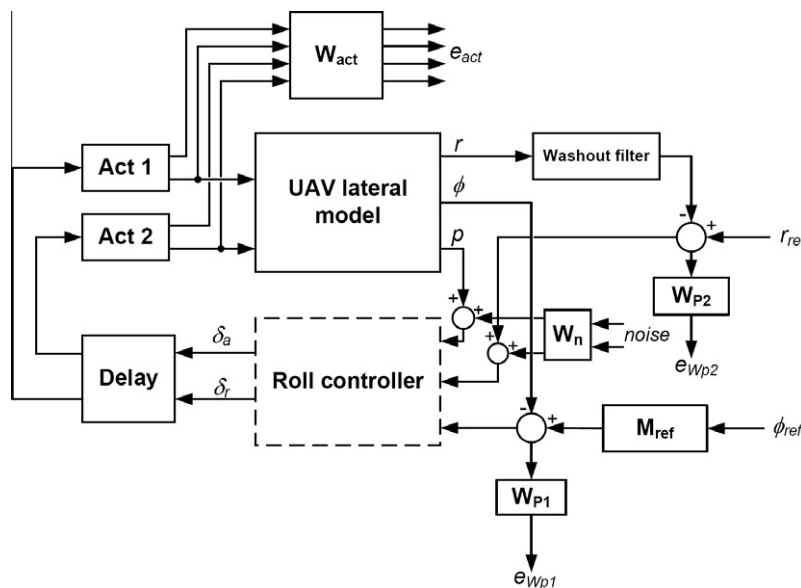 W_act
e_act
Act 1
Act 2
UAV lateral
model
r
ϕ
p
Washout filter
-
+
r_re
W_P2
e_Wp2
+
+
+
+
W_n
noise
Delay
δ_a
δ_r
Roll controller
-
+
M_ref
ϕ_ref
W_P1
e_Wp1